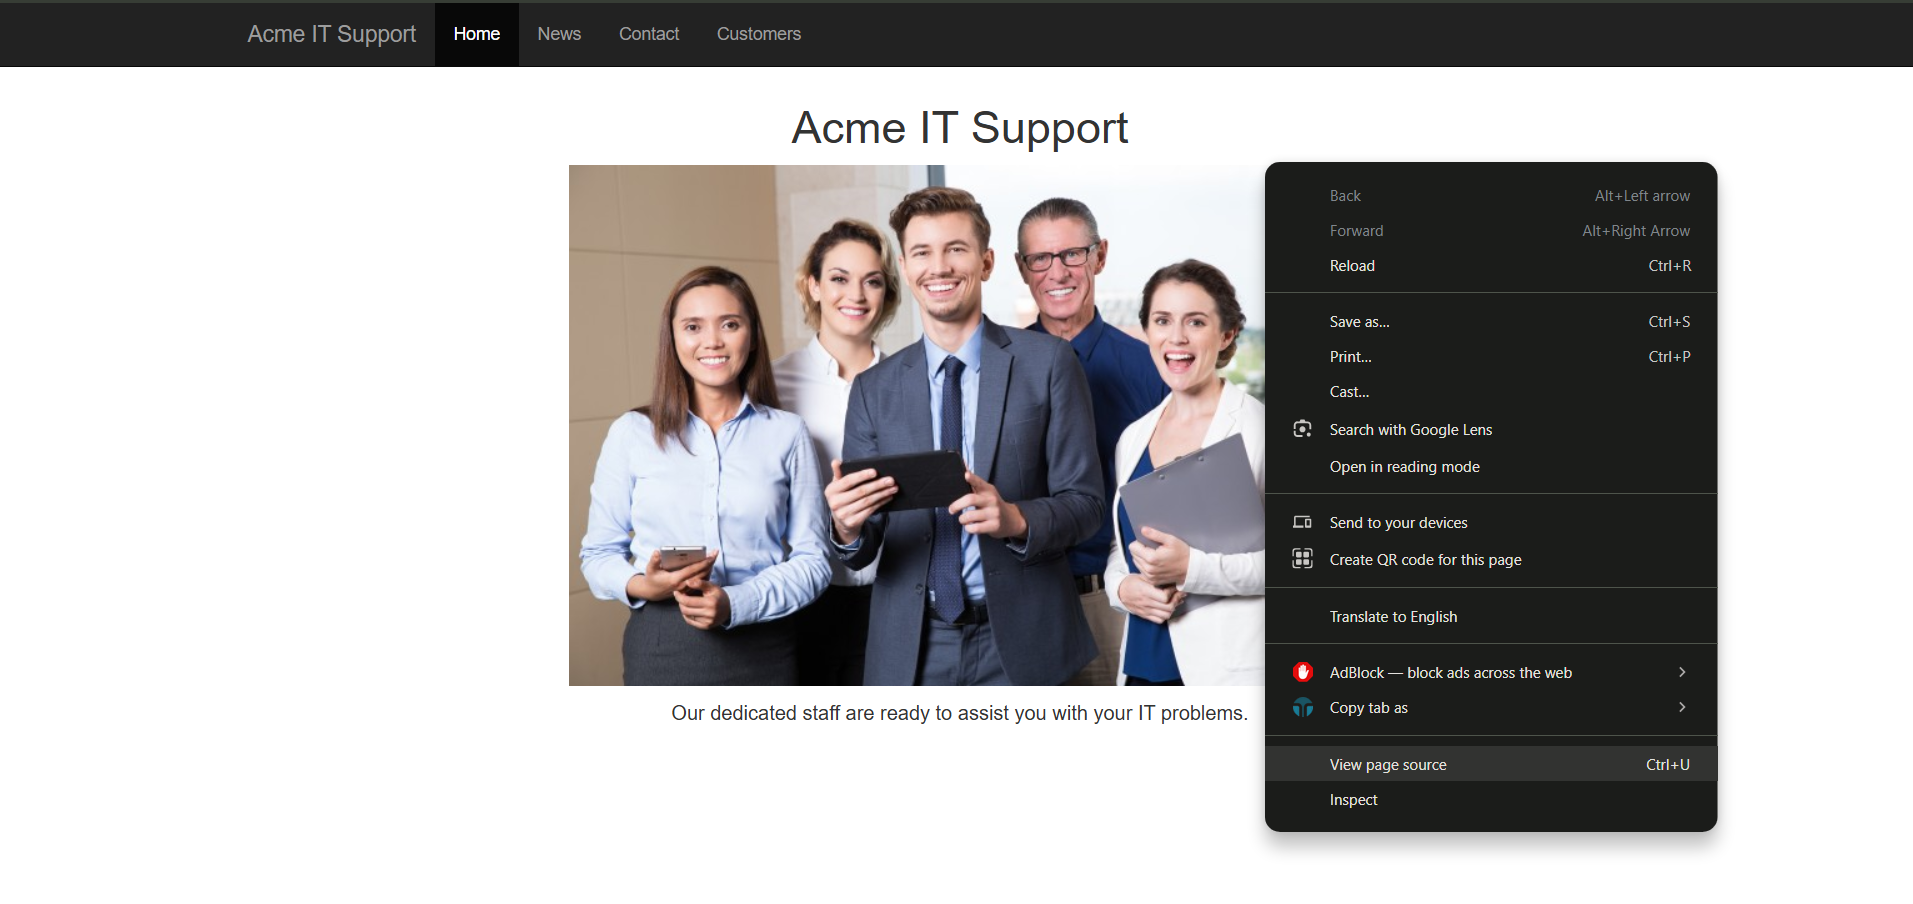 Acme IT Support Home News Contact Customers
Acme IT Support
Our dedicated staff are ready to assist you with your IT problems.
Back Alt+Left arrow
Forward Alt+Right Arrow
Reload Ctrl+R
Save as... Ctrl+S
Print... Ctrl+P
Cast...
Search with Google Lens
Open in reading mode
Send to your devices
Create QR code for this page
Translate to English
AdBlock — block ads across the web
Copy tab as
View page source Ctrl+U
Inspect